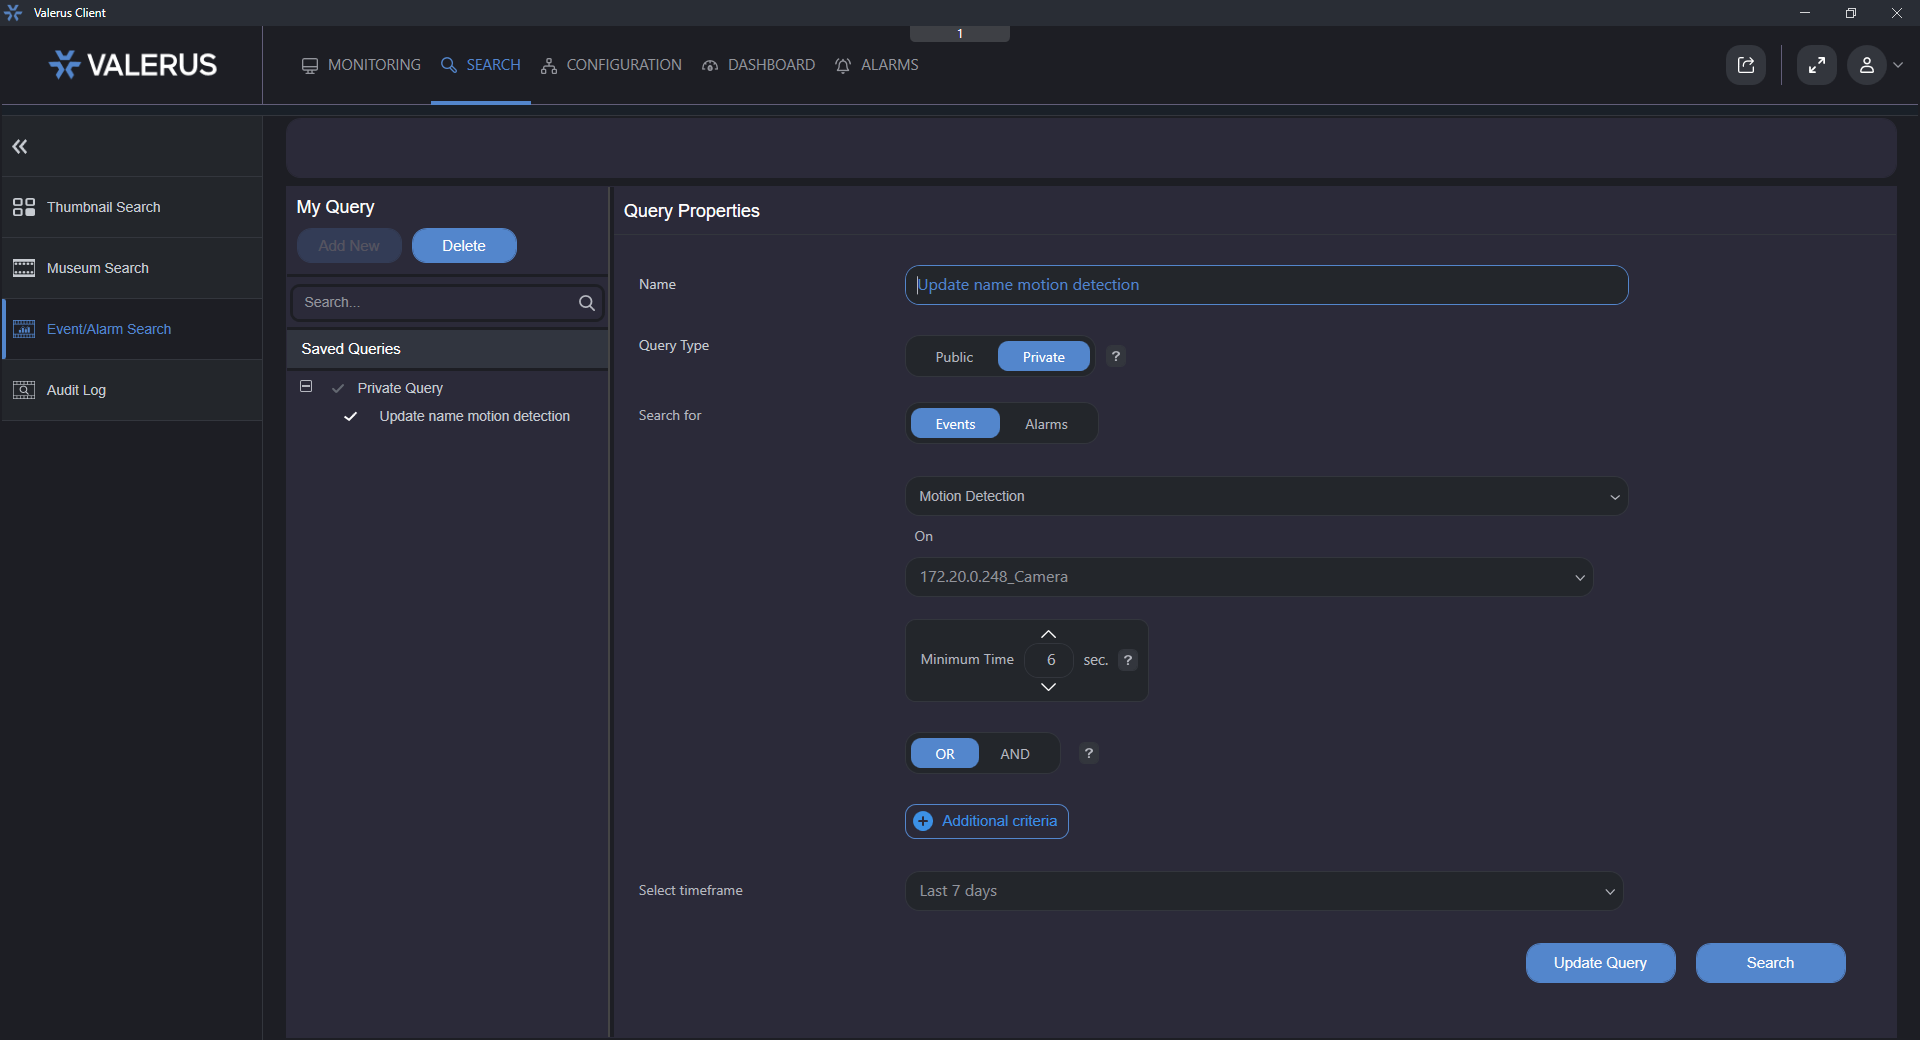 Valerus Client
1
VALERUS
MONITORING
SEARCH
CONFIGURATION
DASHBOARD
ALARMS
Thumbnail Search
Museum Search
Event/Alarm Search
Audit Log
My Query
Add New
Delete
Search...
Saved Queries
Private Query
Update name motion detection
Query Properties
Name
Update name motion detection
Query Type
Public
Private
?
Search for
Events
Alarms
Motion Detection
On
172.20.0.248_Camera
Minimum Time
6
sec.
?
OR
AND
?
Additional criteria
Select timeframe
Last 7 days
Update Query
Search